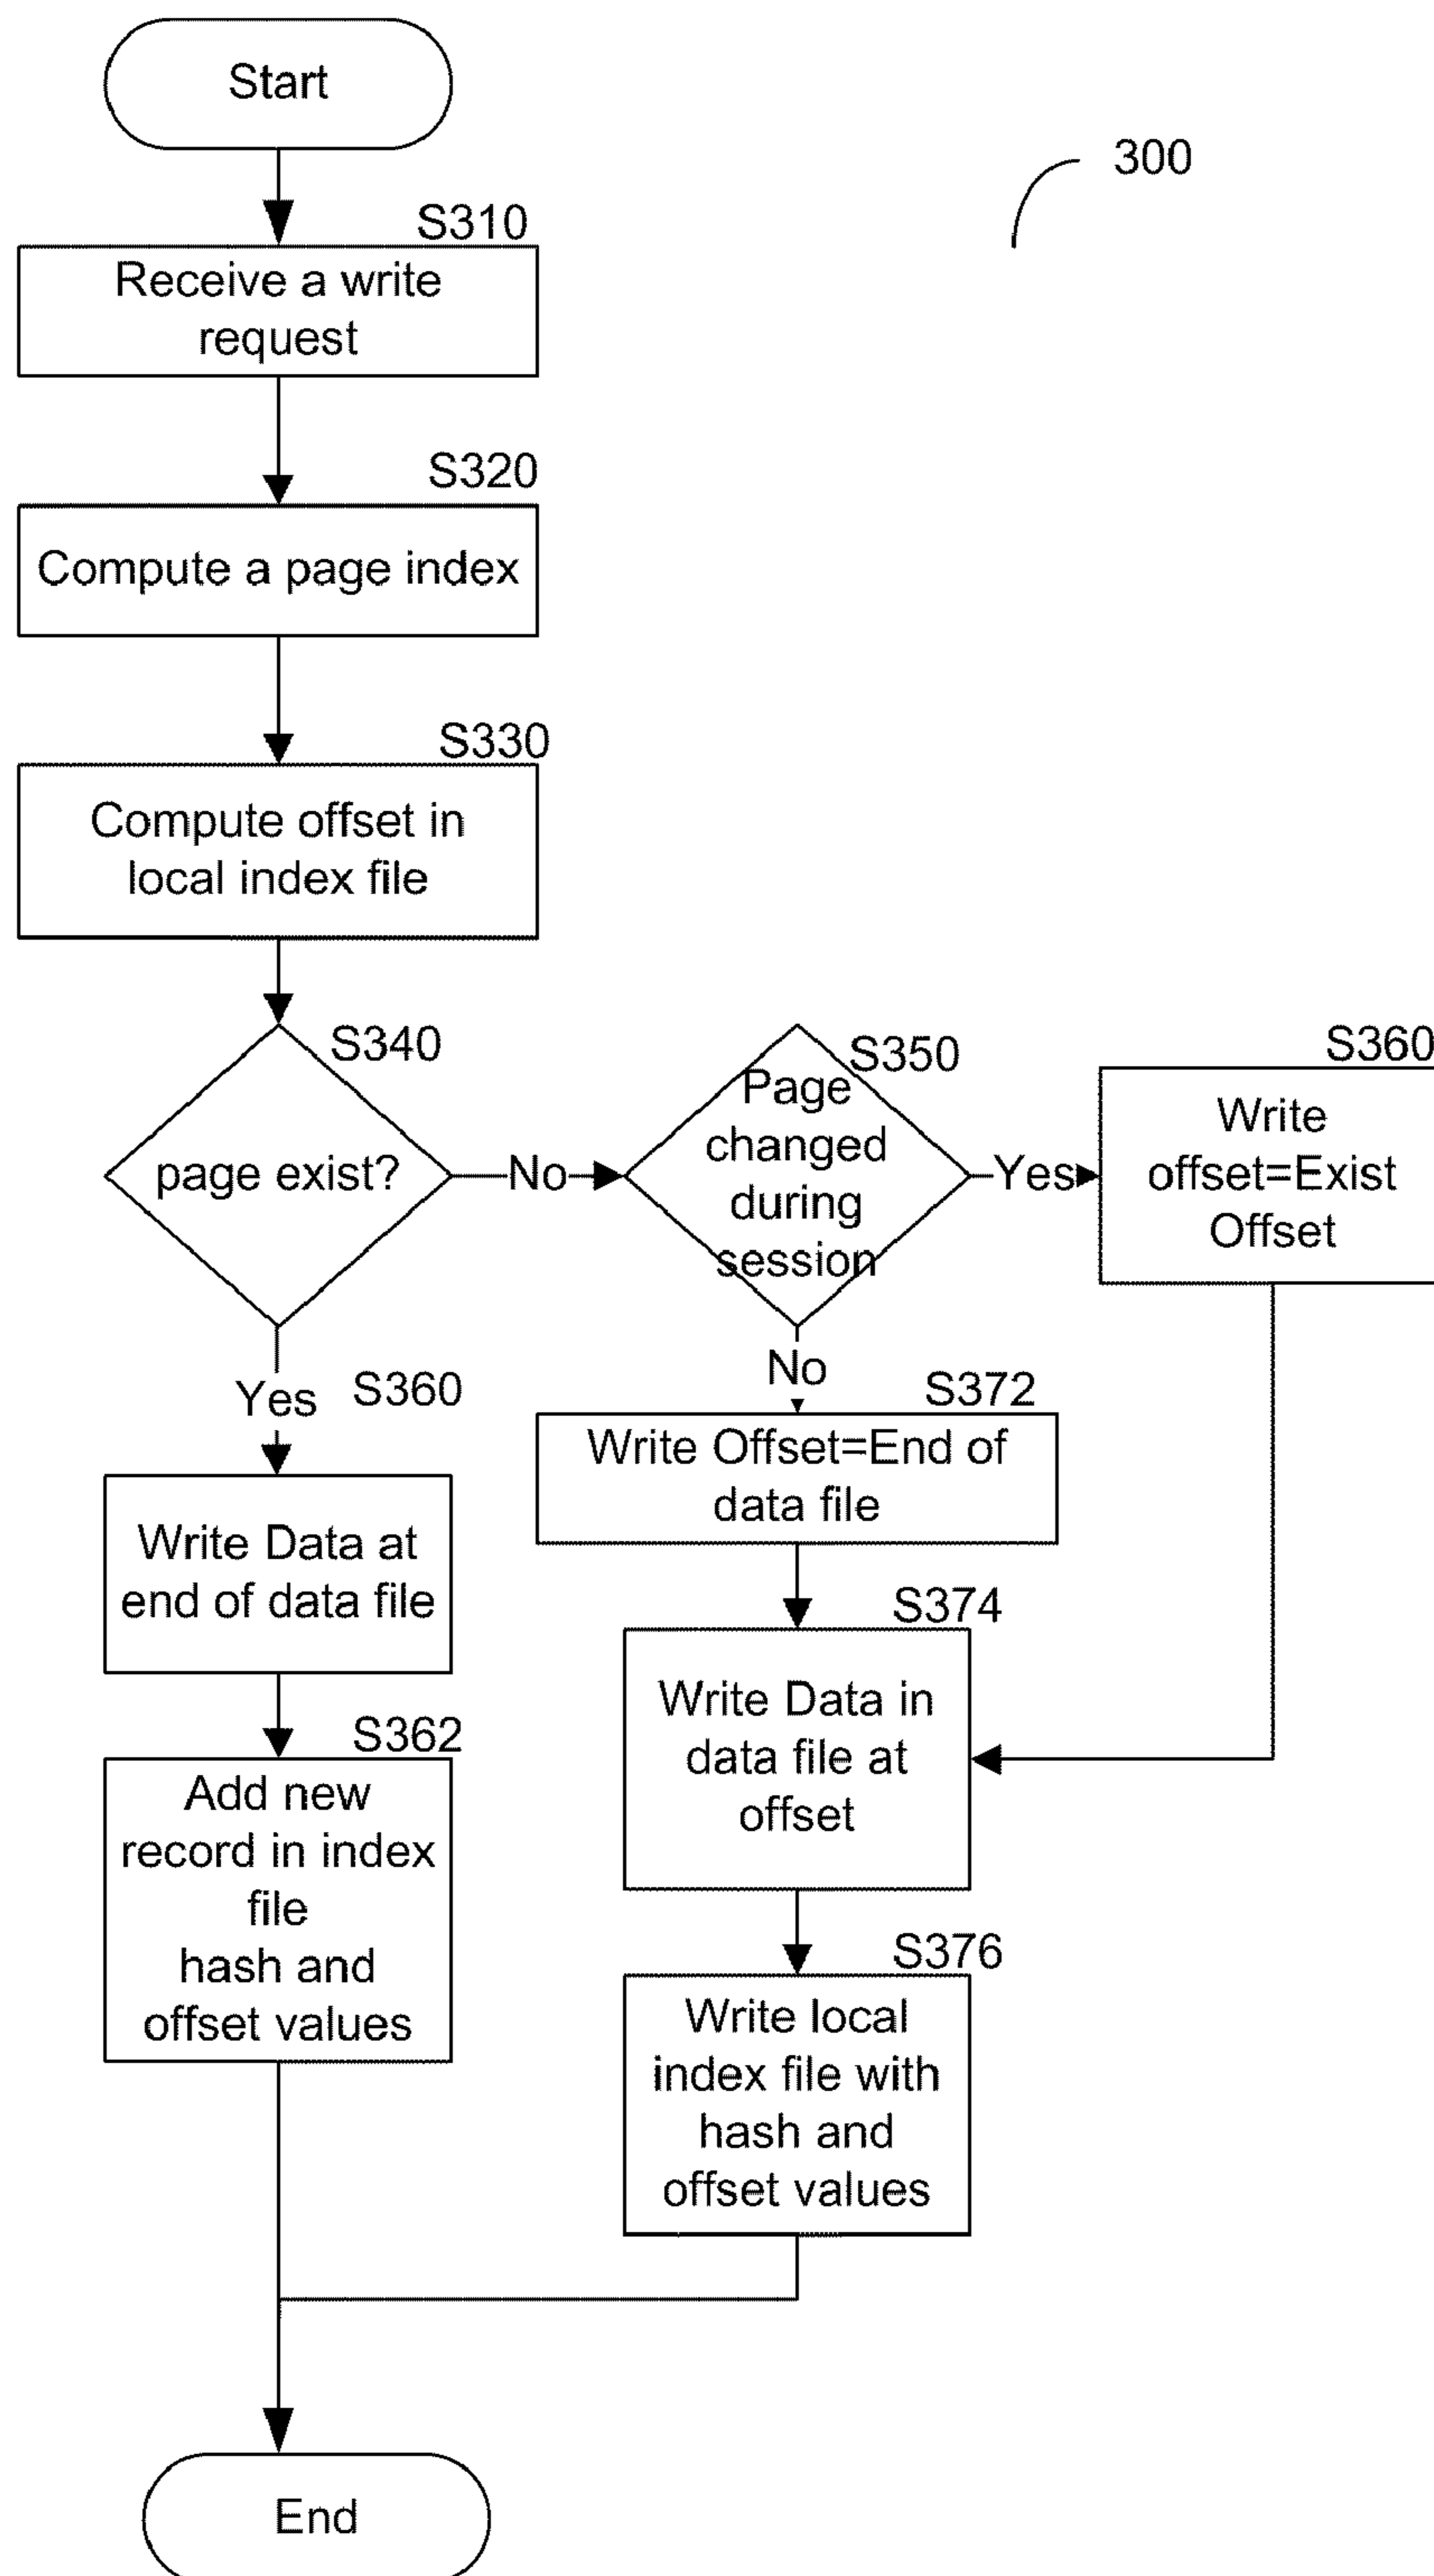 Start
300
S310
Receive a write
request
S320
Compute a page index
S330
Compute offset in
local index file
S340
page exist?
No
S350
Page
changed
during
session
Yes
S360
Write
offset=Exist
Offset
Yes
S360
Write Data at
end of data file
S362
Add new
record in index
file
hash and
offset values
No
S372
Write Offset=End of
data file
S374
Write Data in
data file at
offset
S376
Write local
index file with
hash and
offset values
End